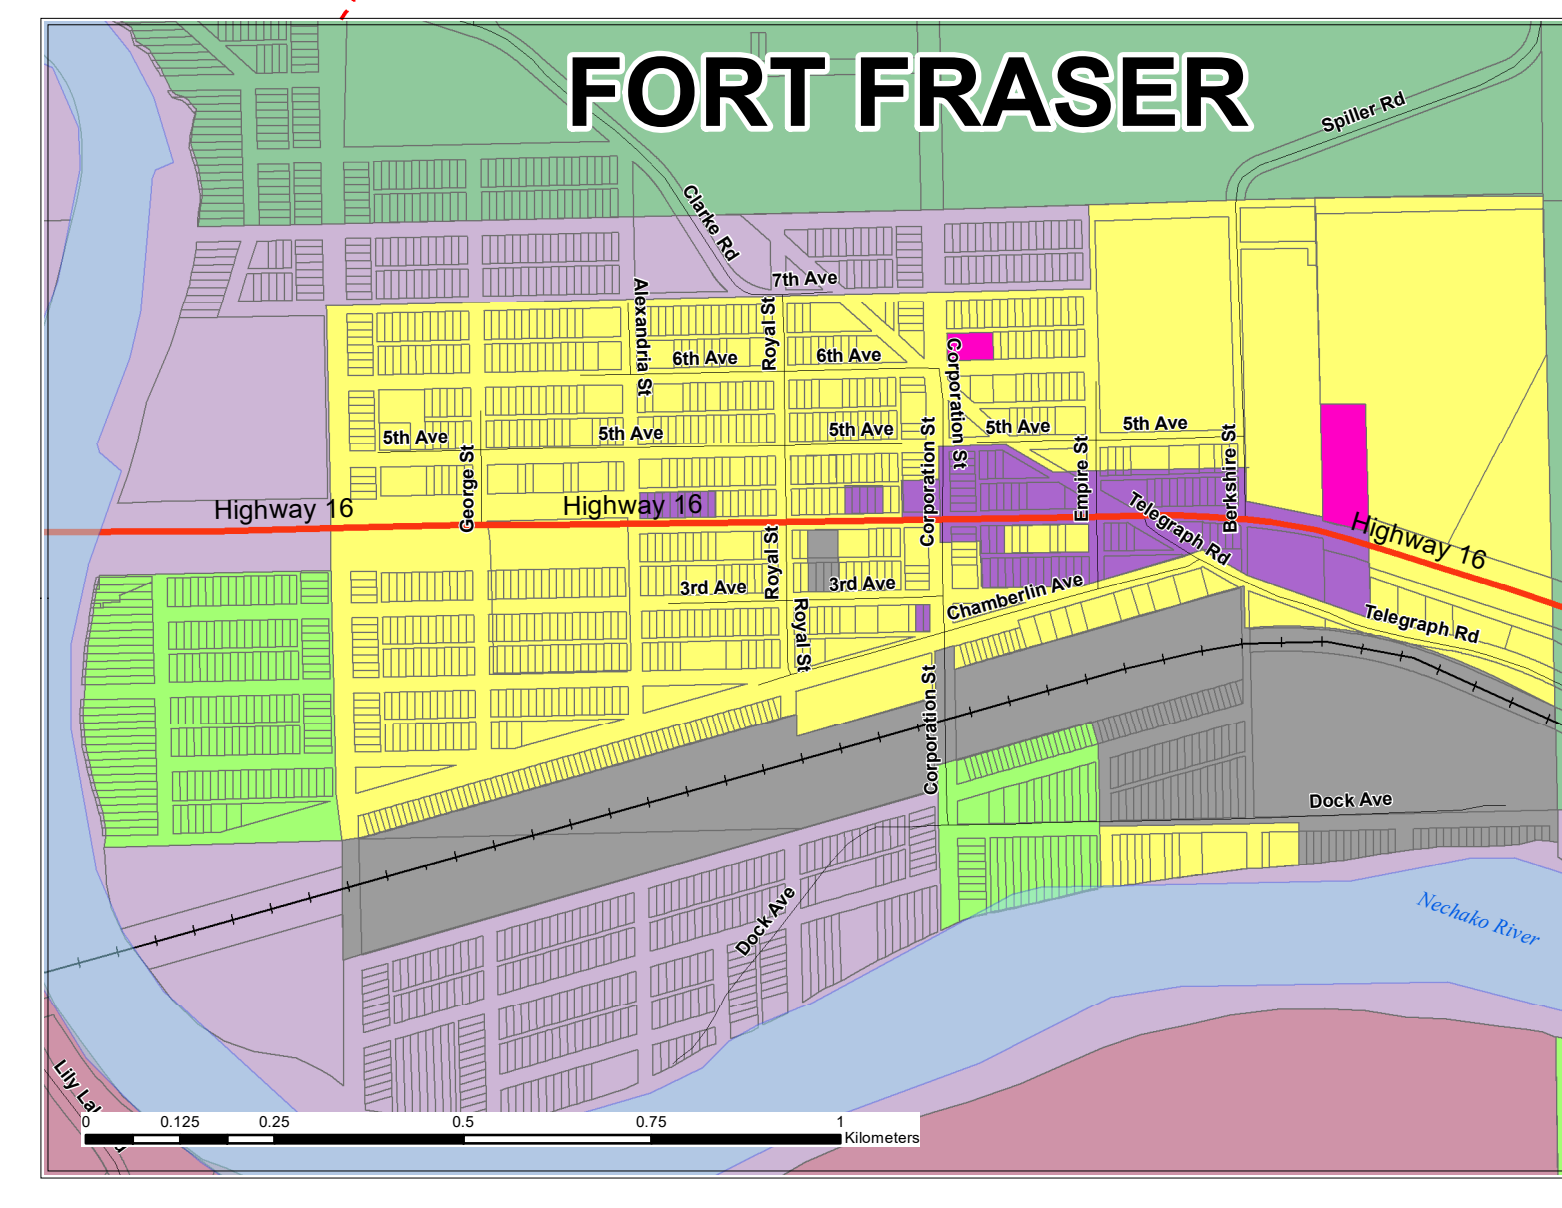 FORT FRASER
Spiller Rd
Clarke Rd
7th Ave
Alexandria St
Royal St
6th Ave
6th Ave
Corporation St
5th Ave
5th Ave
5th Ave
5th Ave
5th Ave
George St
Corporation St
Empire St
Berkshire St
Highway 16
Highway 16
Telegraph Rd
Highway 16
Royal St
3rd Ave
3rd Ave
Chamberlin Ave
Royal St
Telegraph Rd
Corporation St
Dock Ave
Dock Ave
Nechako River
Lily
0 0.125 0.25 0.5 0.75 1
Kilometers